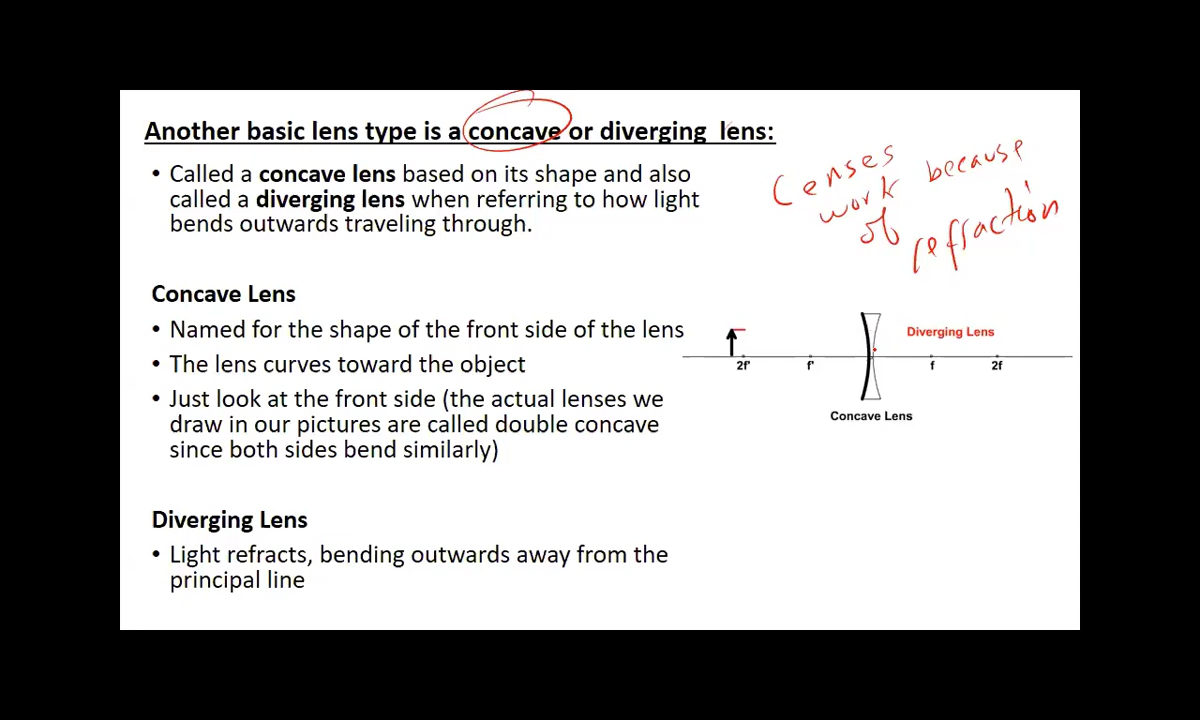 Another basic lens type is a concave or diverging lens:
• Called a concave lens based on its shape and also
called a diverging lens when referring to how light
bends outwards traveling through.
Lenses
work because
of refraction
Concave Lens
• Named for the shape of the front side of the lens
• The lens curves toward the object
• Just look at the front side (the actual lenses we
draw in our pictures are called double concave
since both sides bend similarly)
Diverging Lens
2f' f' f 2f
Concave Lens
Diverging Lens
• Light refracts, bending outwards away from the
principal line